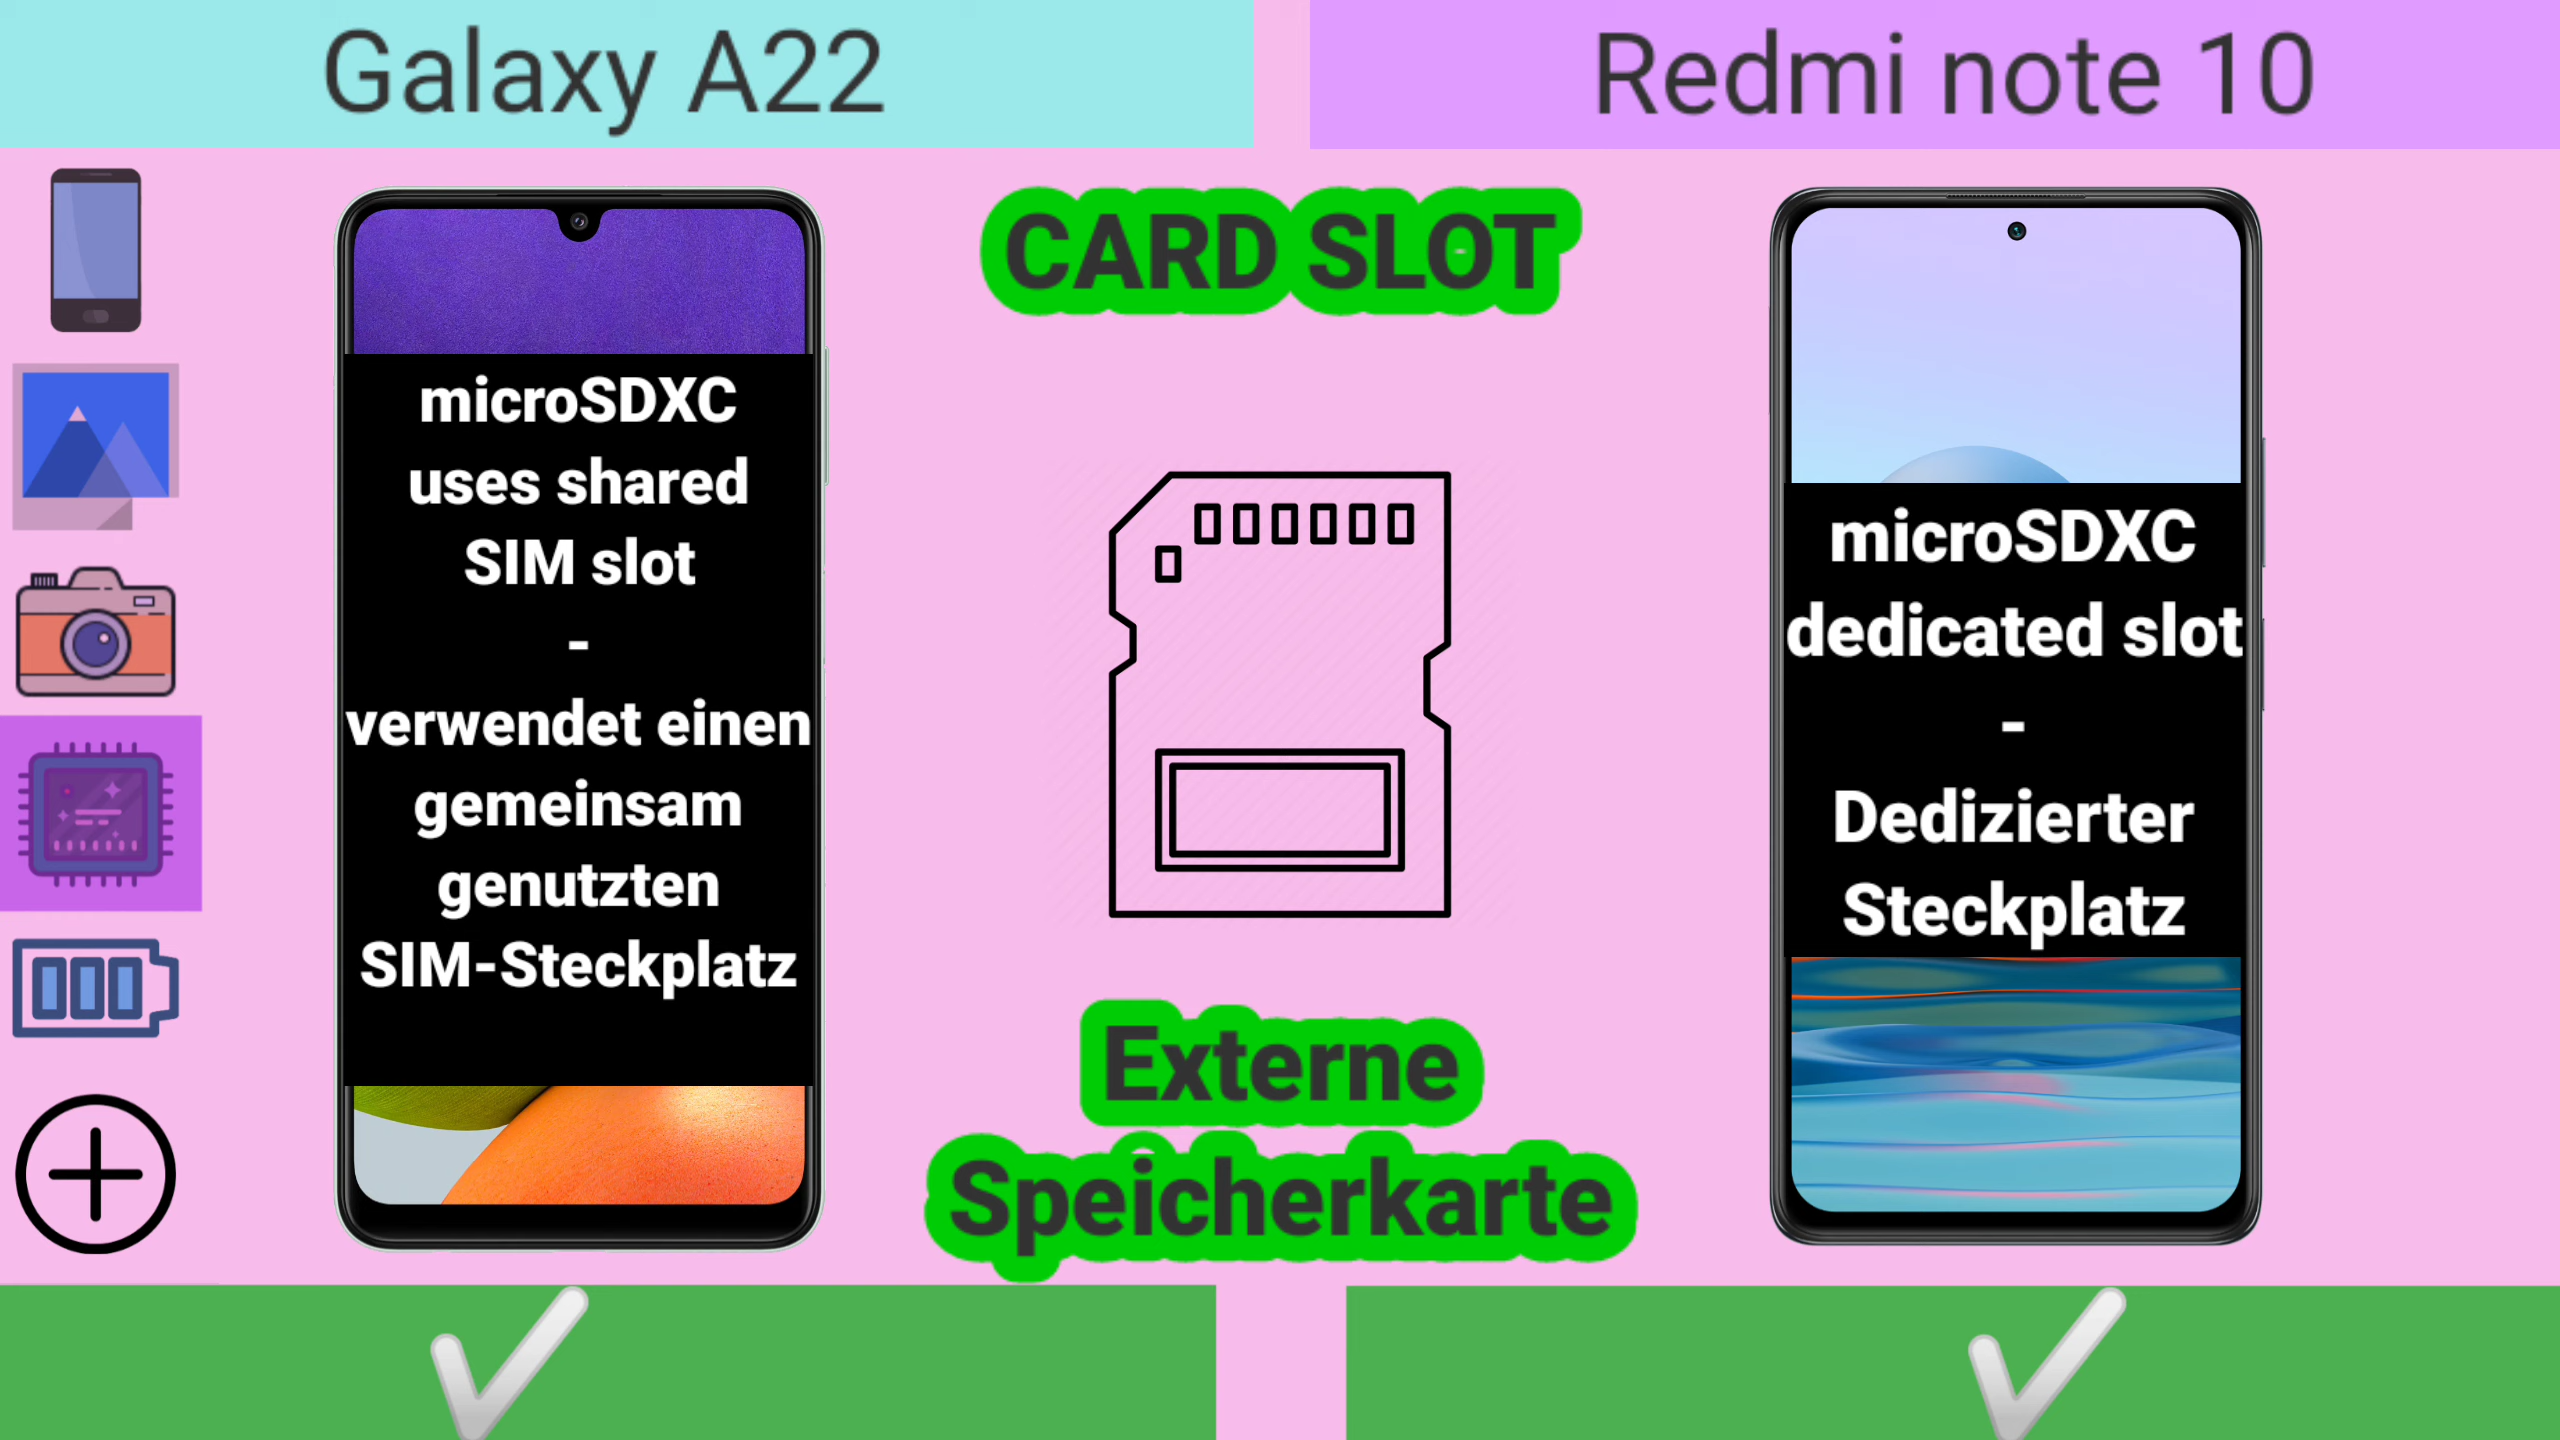 Galaxy A22
Redmi note 10
CARD SLOT
microSDXC
uses shared
SIM slot
-
verwendet einen
gemeinsam
genutzten
SIM-Steckplatz
microSDXC
dedicated slot
-
Dedizierter
Steckplatz
Externe
Speicherkarte